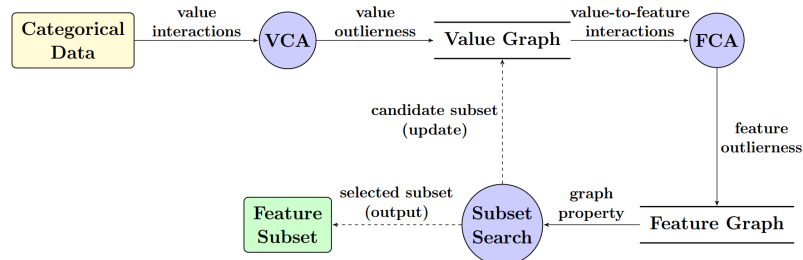 Categorical
Data
value
interactions
VCA
value
outlierness
Value Graph
value-to-feature
interactions
FCA
candidate subset
(update)
feature
outlierness
Feature
Subset
selected subset
(output)
Subset
Search
graph
property
Feature Graph